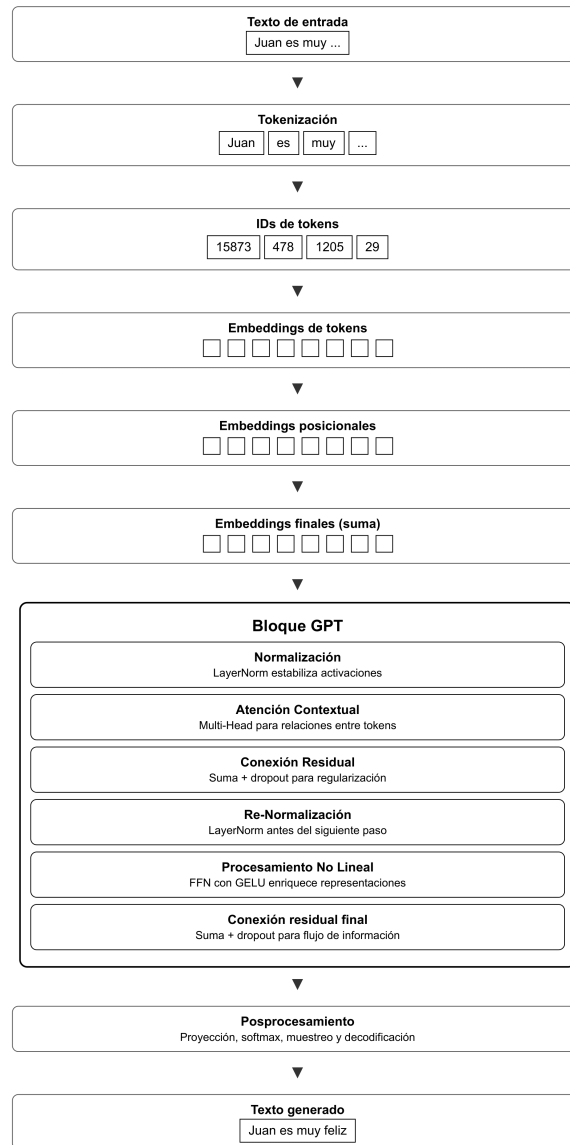 Texto de entrada
Juan es muy ...
Tokenización
Juan es muy ...
IDs de tokens
15873 478 1205 29
Embeddings de tokens
Embeddings posicionales
Embeddings finales (suma)
Bloque GPT
Normalización
LayerNorm estabiliza activaciones
Atención Contextual
Multi-Head para relaciones entre tokens
Conexión Residual
Suma + dropout para regularización
Re-Normalización
LayerNorm antes del siguiente paso
Procesamiento No Lineal
FFN con GELU enriquece representaciones
Conexión residual final
Suma + dropout para flujo de información
Posprocesamiento
Proyección, softmax, muestreo y decodificación
Texto generado
Juan es muy feliz